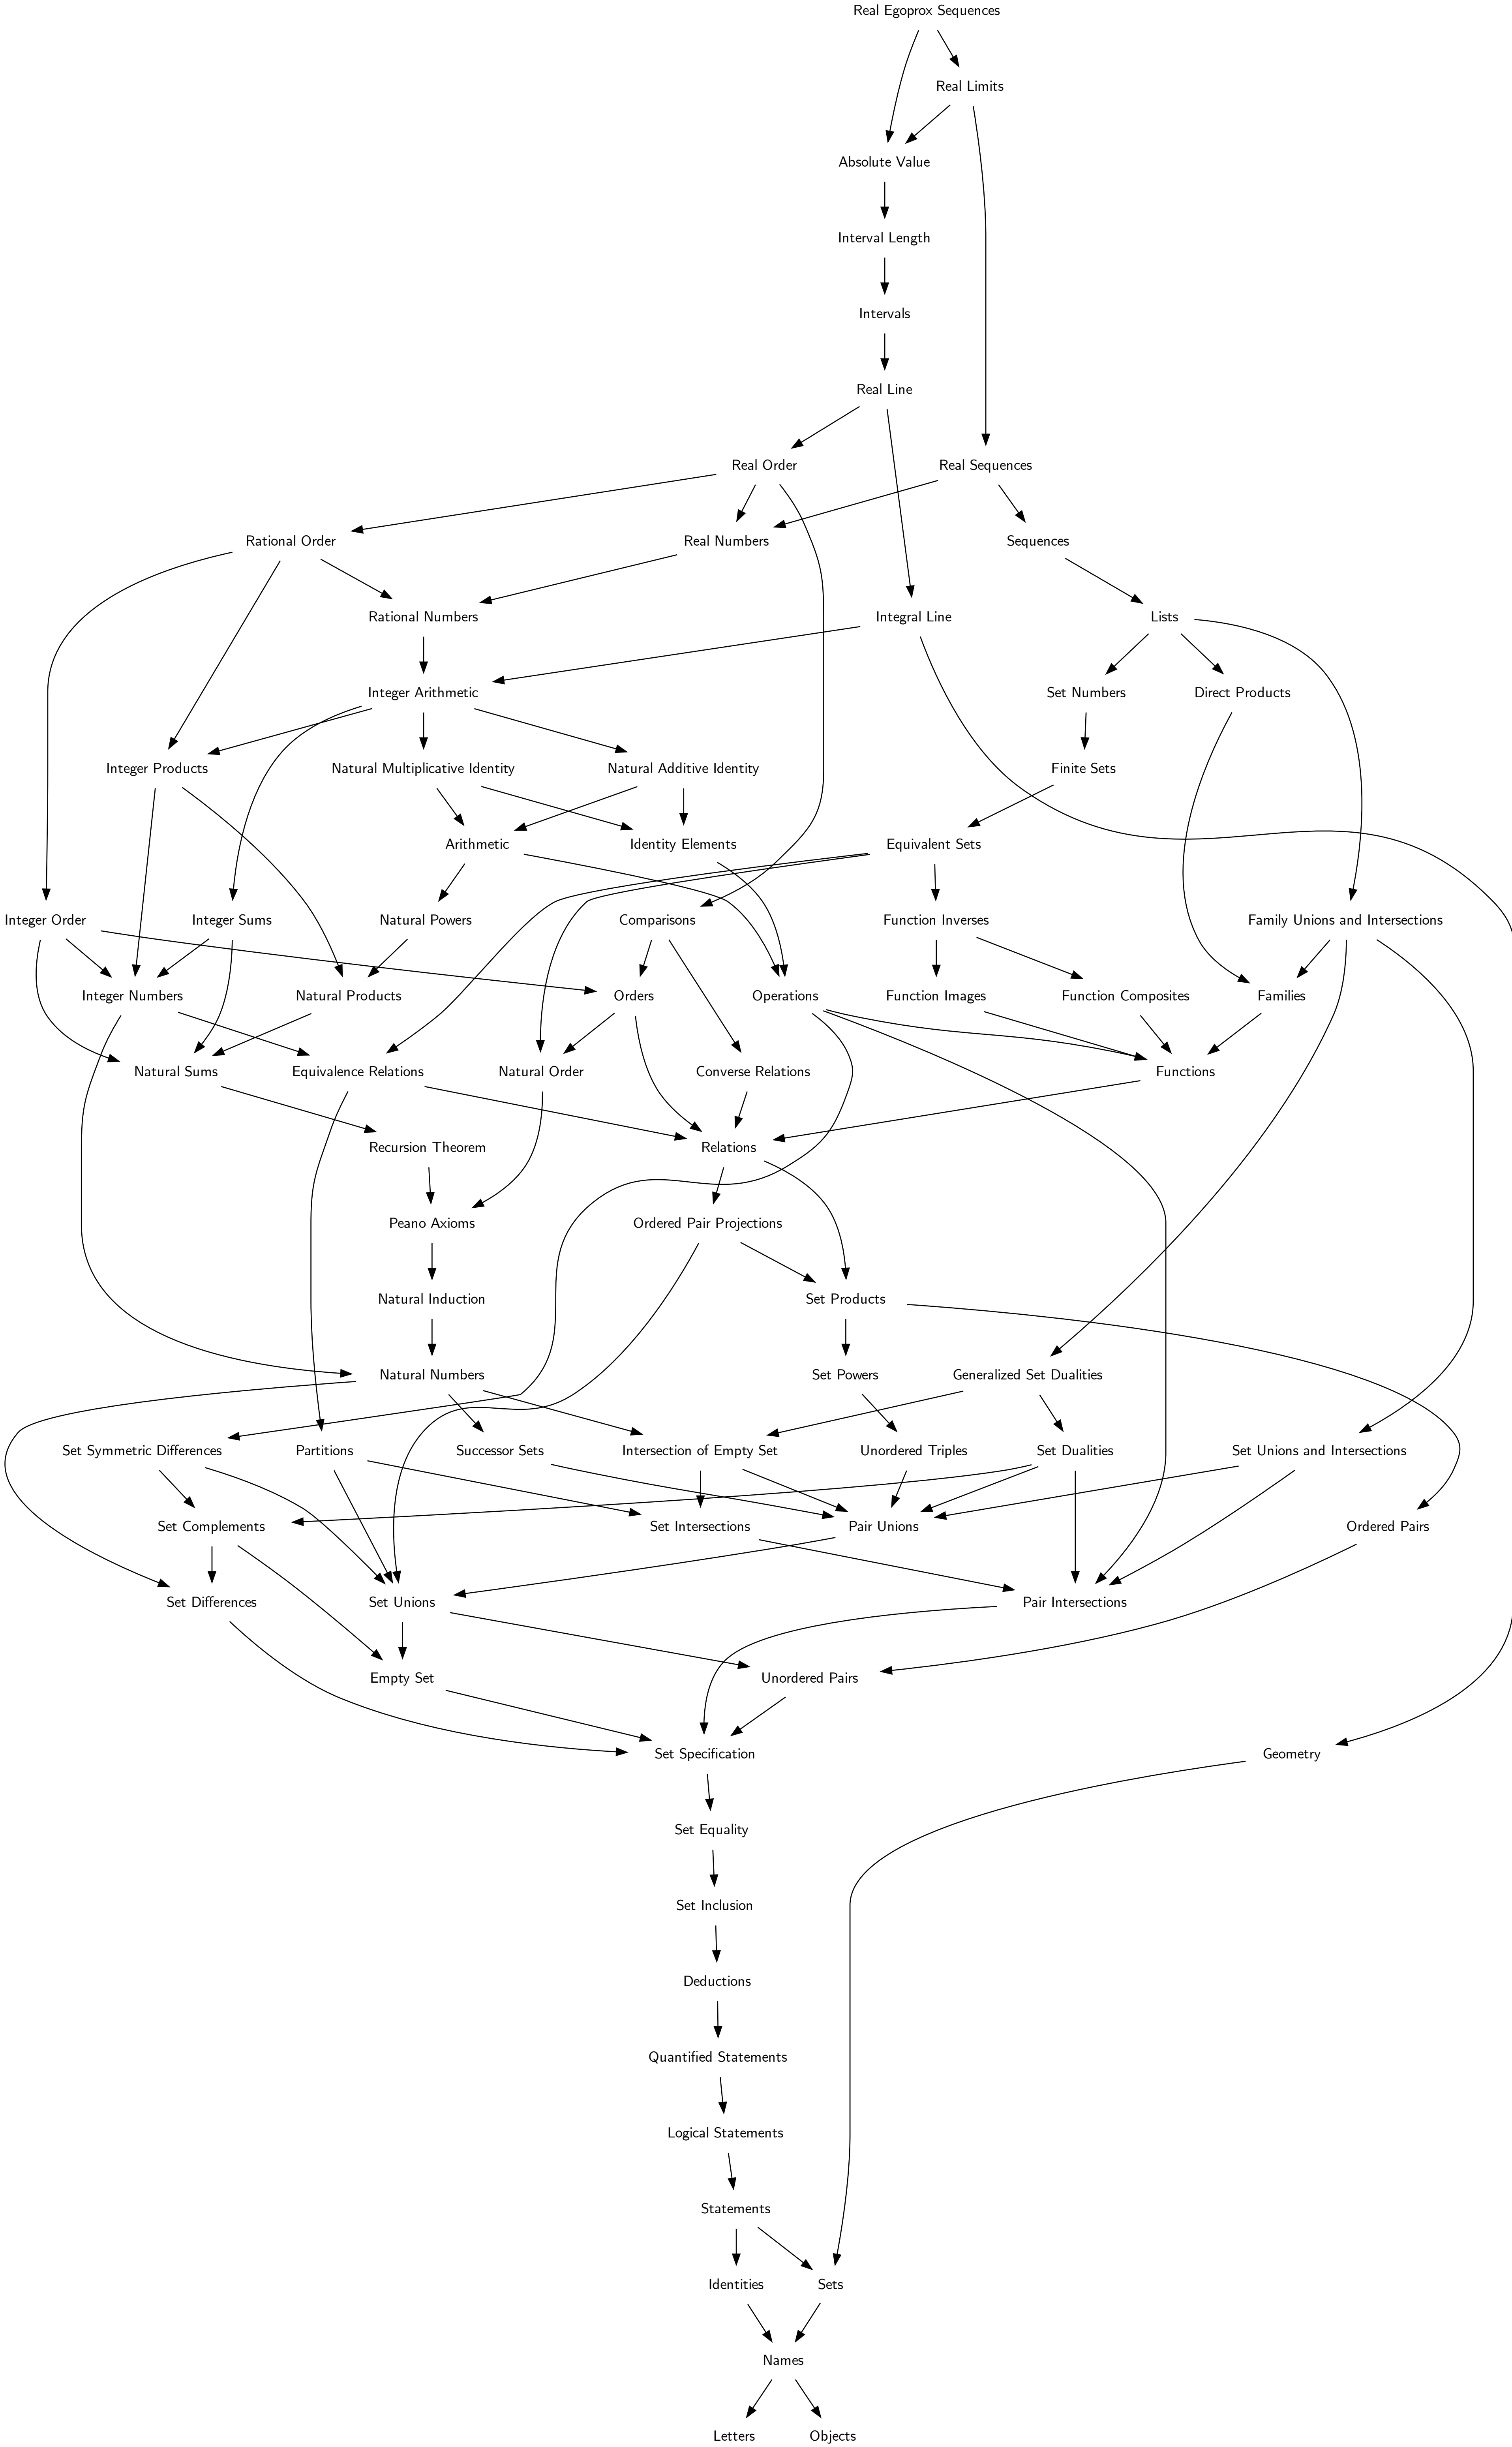 Real Egoprox Sequences
Real Limits
Absolute Value
Interval Length
Intervals
Real Line
Real Order
Real Sequences
Rational Order
Real Numbers
Sequences
Rational Numbers
Integral Line
Lists
Integer Arithmetic
Set Numbers
Direct Products
Integer Products
Natural Multiplicative Identity
Natural Additive Identity
Finite Sets
Arithmetic
Identity Elements
Equivalent Sets
Integer Order
Integer Sums
Natural Powers
Comparisons
Function Inverses
Family Unions and Intersections
Integer Numbers
Natural Products
Orders
Operations
Function Images
Function Composites
Families
Natural Sums
Equivalence Relations
Natural Order
Converse Relations
Functions
Recursion Theorem
Relations
Peano Axioms
Ordered Pair Projections
Natural Induction
Set Products
Natural Numbers
Set Powers
Generalized Set Dualities
Set Symmetric Differences
Partitions
Successor Sets
Intersection of Empty Set
Unordered Triples
Set Dualities
Set Unions and Intersections
Set Complements
Set Intersections
Pair Unions
Ordered Pairs
Set Differences
Set Unions
Pair Intersections
Empty Set
Unordered Pairs
Set Specification
Geometry
Set Equality
Set Inclusion
Deductions
Quantified Statements
Logical Statements
Statements
Identities
Sets
Names
Letters
Objects